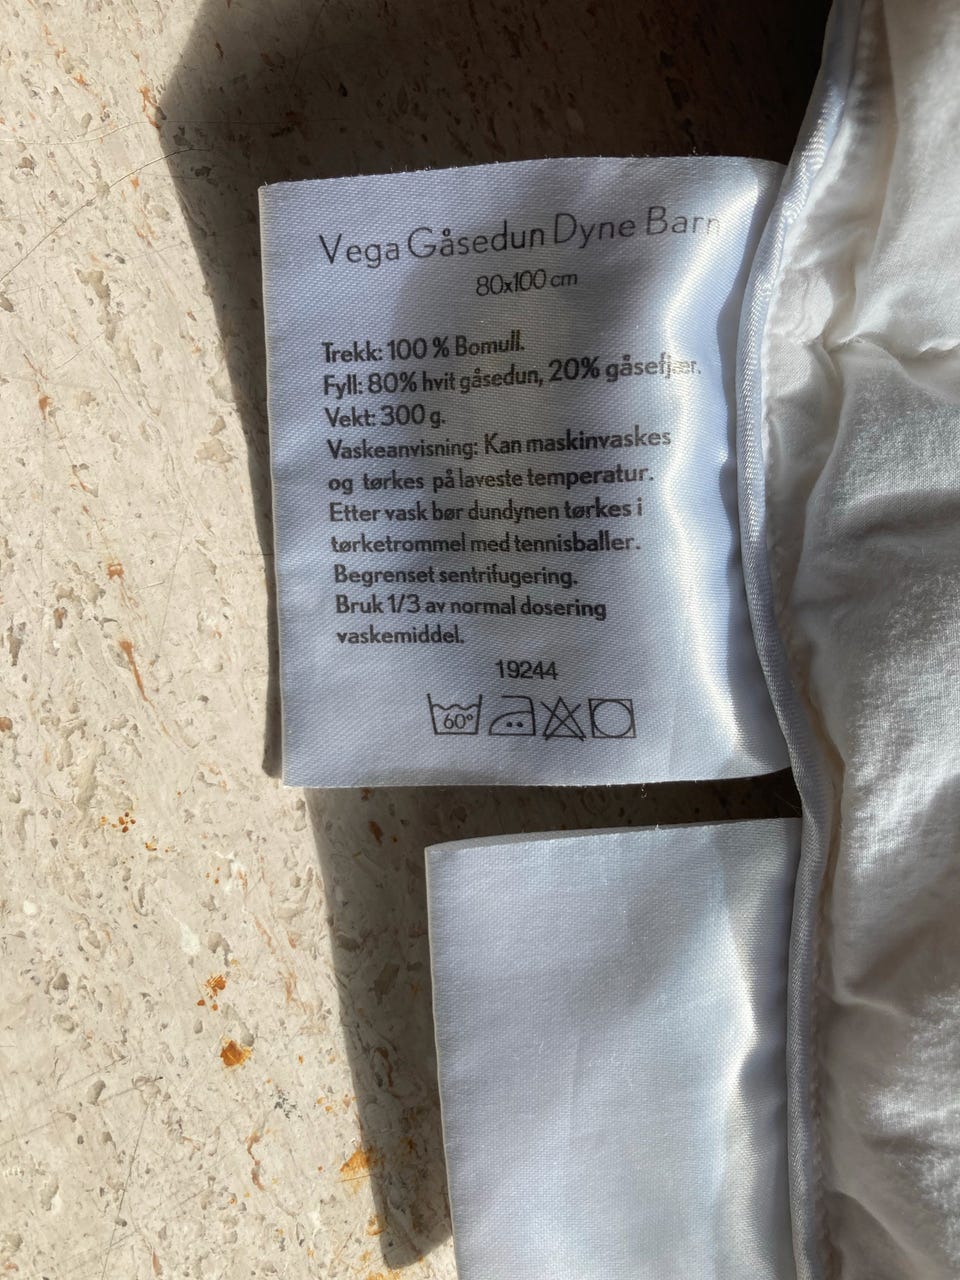 Vega Gåsedun Dyne Barn
80x100 cm
Trekk: 100 % Bomull.
Fyll: 80% hvit gåsedun, 20% gåsefjær.
Vekt: 300 g.
Vaskeanvisning: Kan maskinvaskes
og tørkes på laveste temperatur.
Etter vask bør dundynen tørkes i
tørketrommel med tennisballer.
Begrenset sentrifugering.
Bruk 1/3 av normal dosering
vaskemiddel.
19244
60°